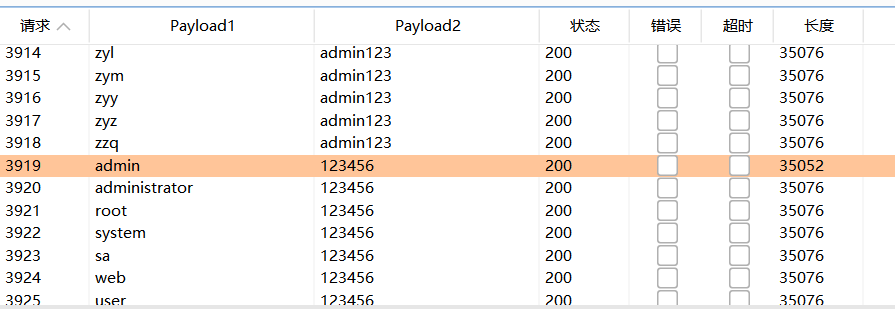 请求 Payload1 Payload2 状态 错误 超时 长度
3914 zyl admin123 200 35076
3915 zym admin123 200 35076
3916 zyy admin123 200 35076
3917 zyz admin123 200 35076
3918 zzq admin123 200 35076
3919 admin 123456 200 35052
3920 administrator 123456 200 35076
3921 root 123456 200 35076
3922 system 123456 200 35076
3923 sa 123456 200 35076
3924 web 123456 200 35076
3925 user 123456 200 35076